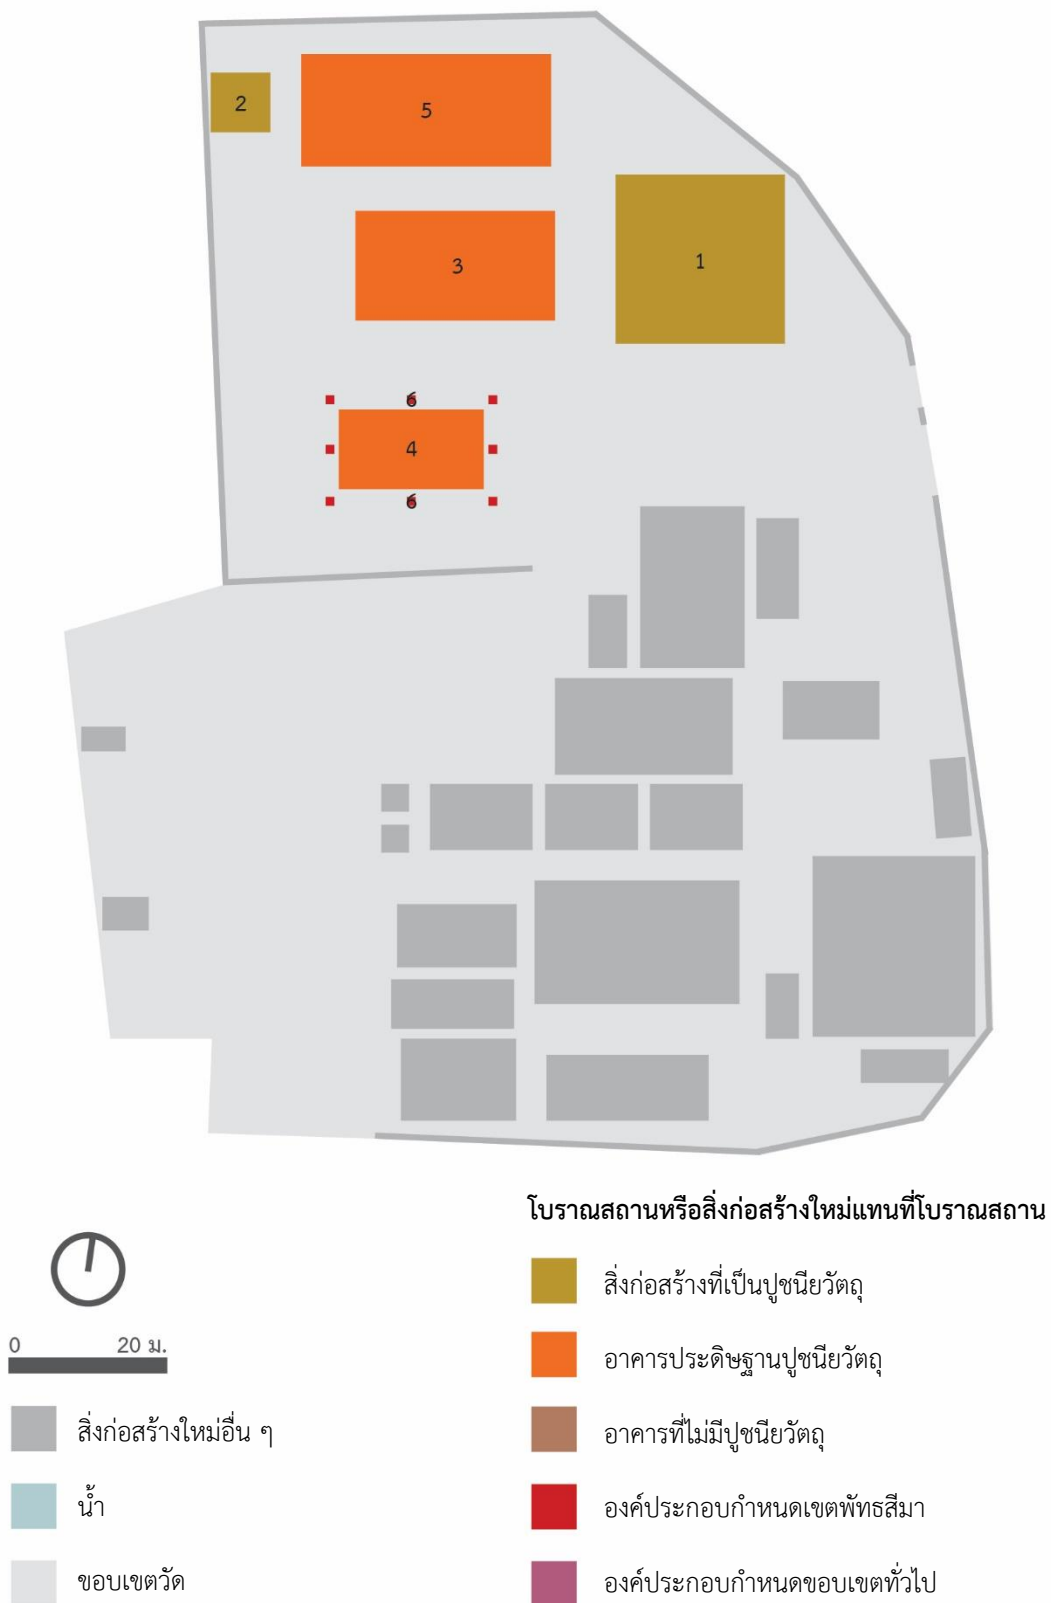 2
5
3
1
6
4
6
โบราณสถานหรือสิ่งก่อสร้างใหม่แทนที่โบราณสถาน
สิ่งก่อสร้างที่เป็นปูชนียวัตถุ
0 20 ม.
อาคารประดิษฐานปูชนียวัตถุ
สิ่งก่อสร้างใหม่อื่น ๆ
อาคารที่ไม่มีปูชนียวัตถุ
น้ำ
องค์ประกอบกำหนดเขตพัทธสีมา
ขอบเขตวัด
องค์ประกอบกำหนดขอบเขตทั่วไป